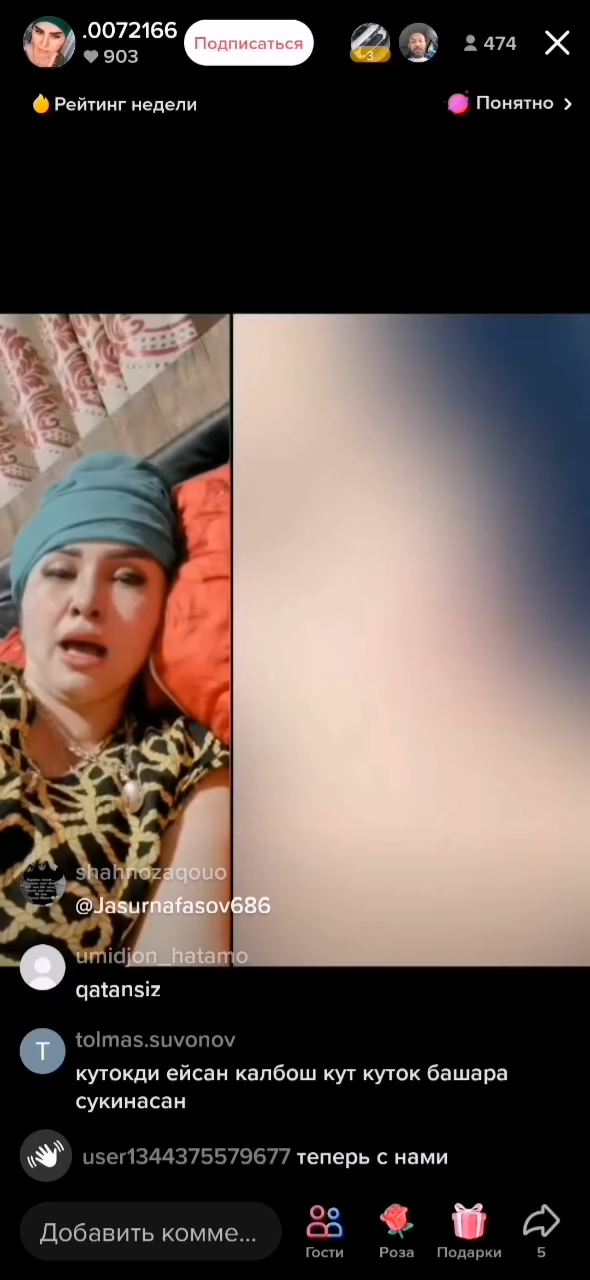 .0072166
903
Подписаться
3
474
Рейтинг недели
Понятно
shahnozaqouo
@Jasurnafasov686
umidjon_hatamo
qatansiz
T
tolmas.suvonov
кутокди ейсан калбош кут куток башара
сукинасан
user1344375579677 теперь с нами
Добавить комме...
Гости
Роза
Подарки
5